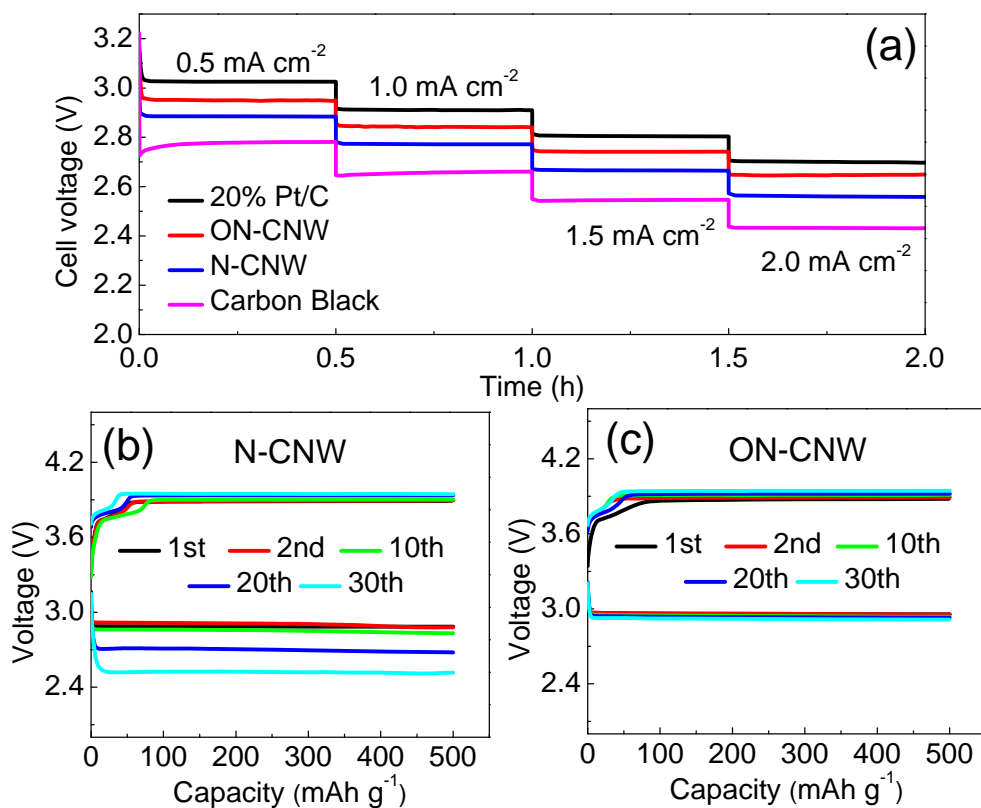 (a)
0.5 mA cm⁻²
1.0 mA cm⁻²
1.5 mA cm⁻²
2.0 mA cm⁻²
20% Pt/C
ON-CNW
N-CNW
Carbon Black
Cell voltage (V)
3.2
3.0
2.8
2.6
2.4
2.2
2.0
0.0 0.5 1.0 1.5 2.0
Time (h)
(b) N-CNW
Voltage (V)
4.2
3.6
3.0
2.4
1st 2nd 10th
20th 30th
0 100 200 300 400 500
Capacity (mAh g⁻¹)
(c) ON-CNW
Voltage (V)
4.2
3.6
3.0
2.4
1st 2nd 10th
20th 30th
0 100 200 300 400 500
Capacity (mAh g⁻¹)